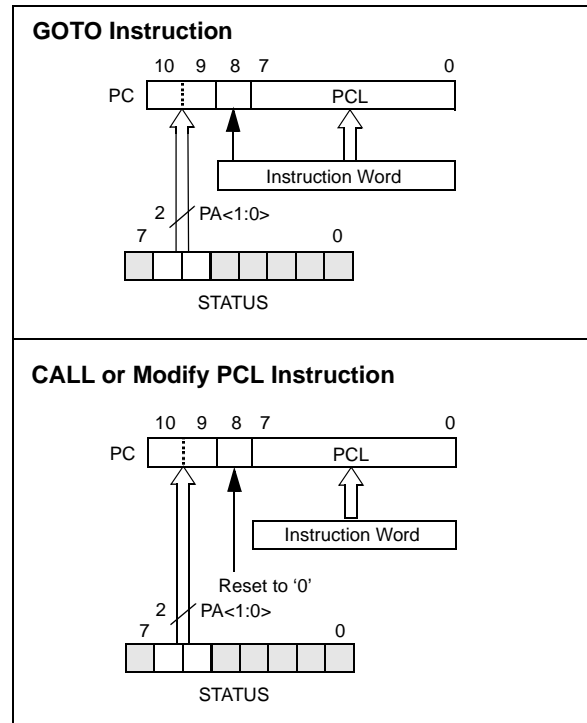 GOTO Instruction
10 9 8 7 0
PC PCL
Instruction Word
2 PA<1:0>
7 0
STATUS
CALL or Modify PCL Instruction
10 9 8 7 0
PC PCL
Instruction Word
Reset to ‘0’
2 PA<1:0>
7 0
STATUS